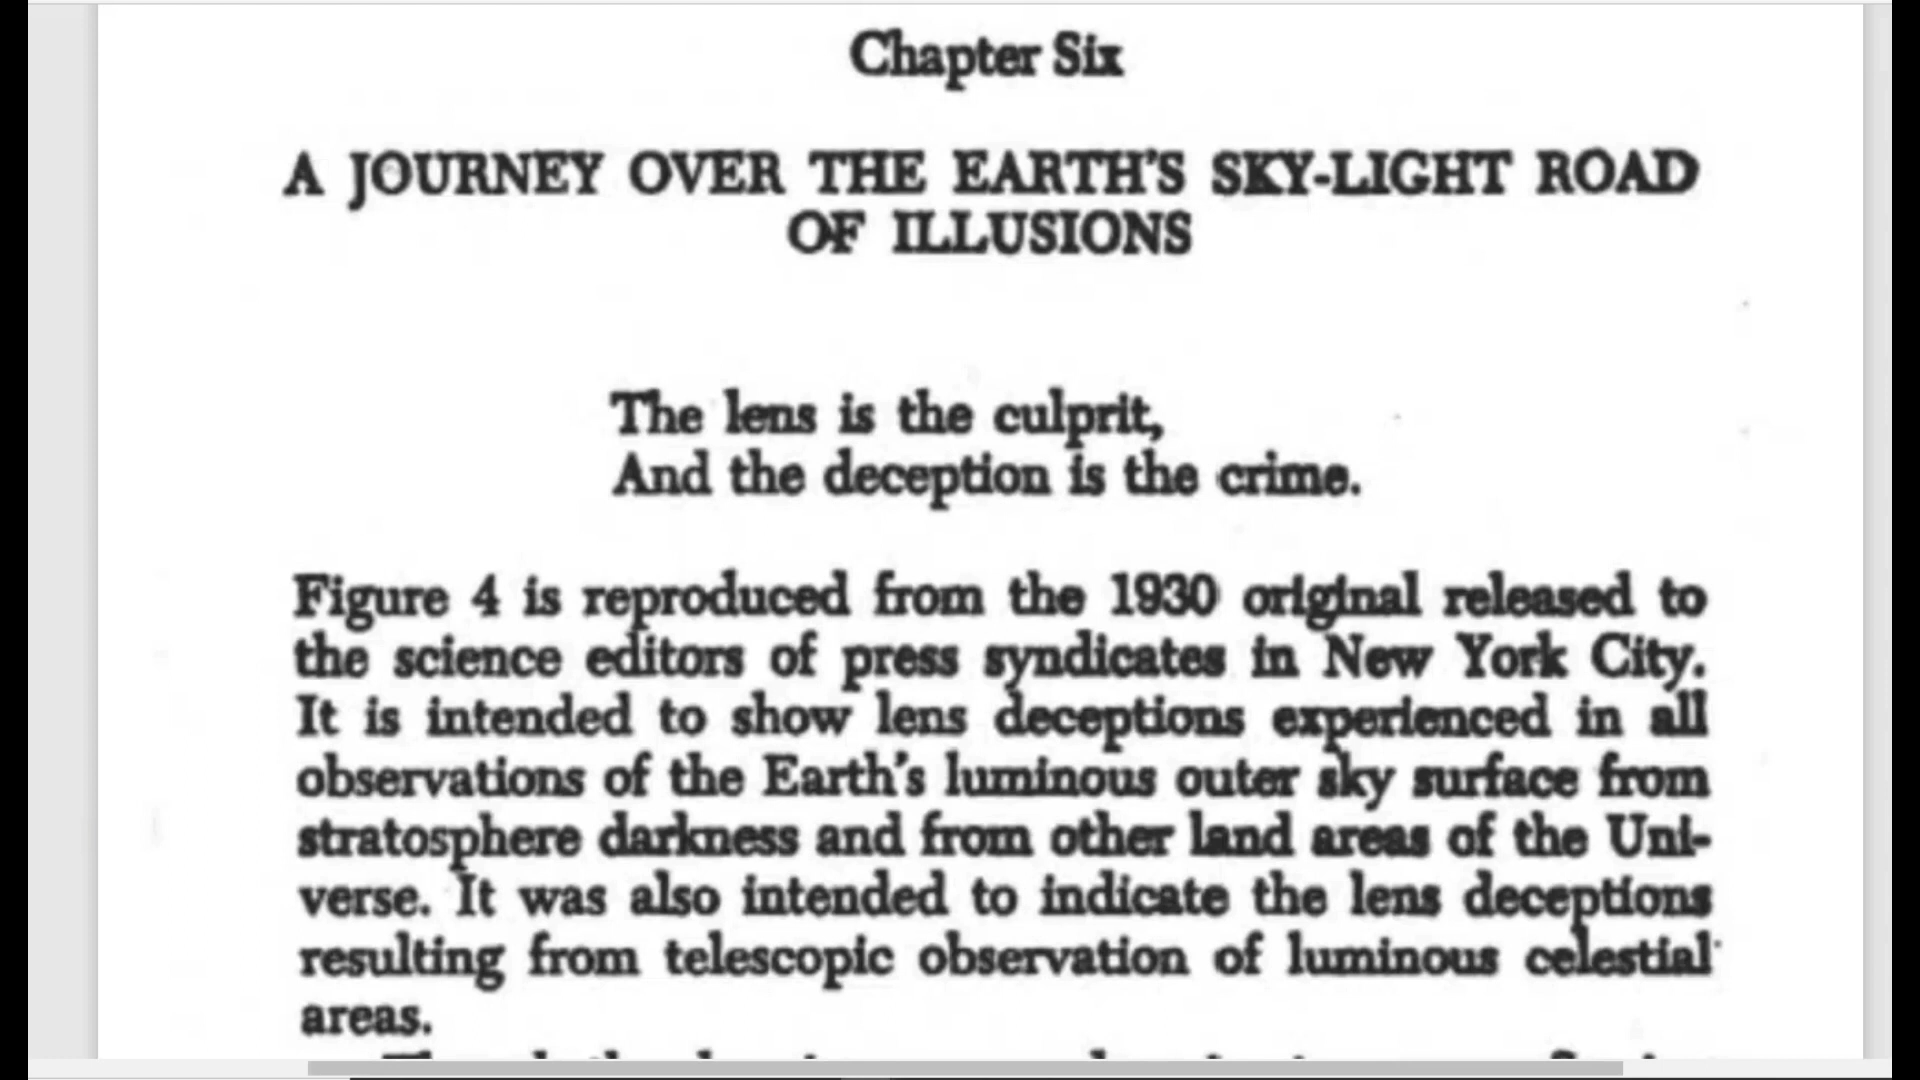 Chapter Six
A JOURNEY OVER THE EARTH'S SKY-LIGHT ROAD
OF ILLUSIONS
The lens is the culprit,
And the deception is the crime.
Figure 4 is reproduced from the 1930 original released to
the science editors of press syndicates in New York City.
It is intended to show lens deceptions experienced in all
observations of the Earth's luminous outer sky surface from
stratosphere darkness and from other land areas of the Uni-
verse. It was also intended to indicate the lens deceptions
resulting from telescopic observation of luminous celestial
areas.